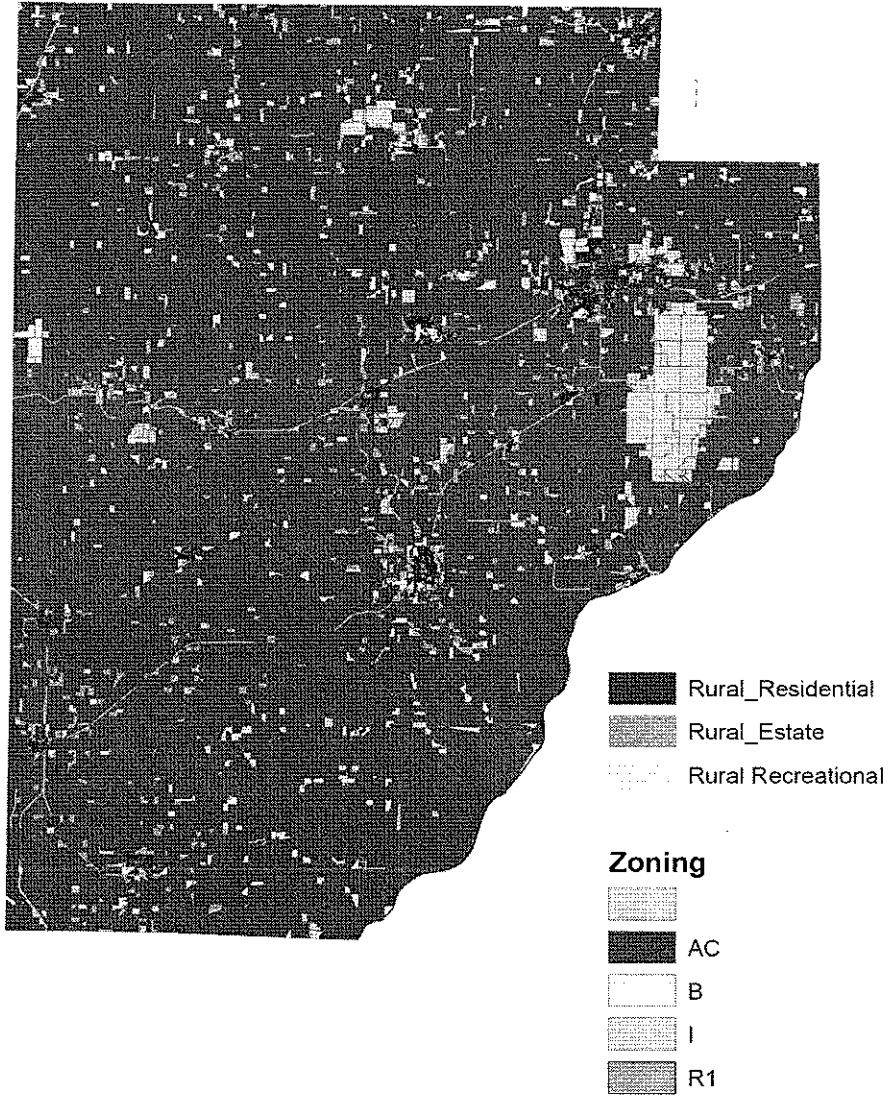 Rural_Residential
Rural_Estate
Rural Recreational
Zoning
AC
B
I
R1